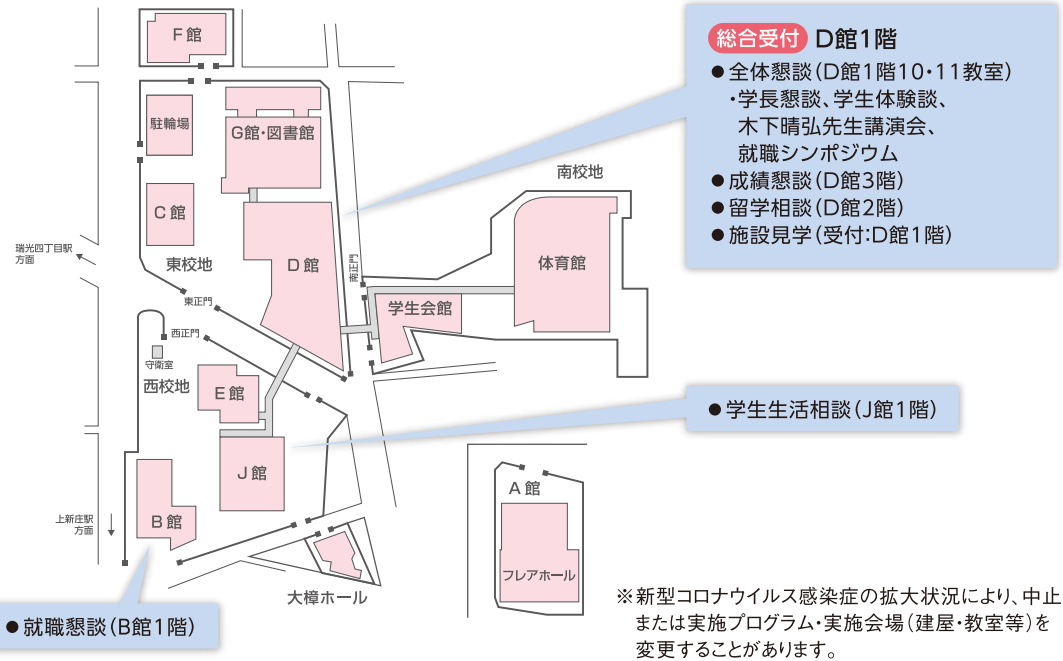 F館
駐輪場
G館・図書館
C館
D館
東校地
瑞光四丁目駅
方面
東正門
西正門
守衛室
西校地
E館
J館
B館
上新庄駅
方面
大樟ホール
南正門
学生会館
体育館
南校地
A館
フレアホール
総合受付 D館1階
●全体懇談(D館1階10・11教室)
・学長懇談、学生体験談、
木下晴弘先生講演会、
就職シンポジウム
●成績懇談(D館3階)
●留学相談(D館2階)
●施設見学(受付:D館1階)
●学生生活相談(J館1階)
●就職懇談(B館1階)
※新型コロナウイルス感染症の拡大状況により、中止
または実施プログラム・実施会場(建屋・教室等)を
変更することがあります。